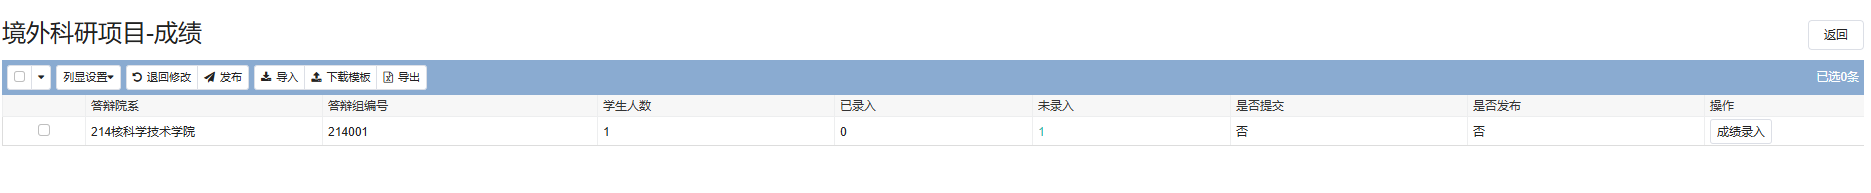 境外科研项目-成绩
返回
列显设置 退回修改 发布 导入 下载模板 导出 已选0条
答辩院系 答辩组编号 学生人数 已录入 未录入 是否提交 是否发布 操作
214核科学技术学院 214001 1 0 1 否 否 成绩录入